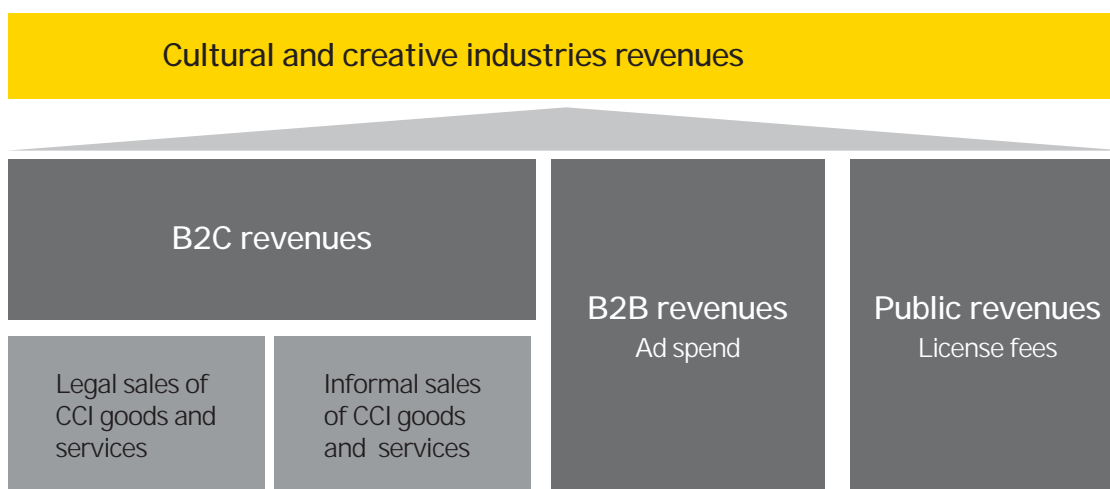 Cultural and creative industries revenues
B2C revenues
Legal sales of
CCI goods and
services
Informal sales
of CCI goods
and services
B2B revenues
Ad spend
Public revenues
License fees